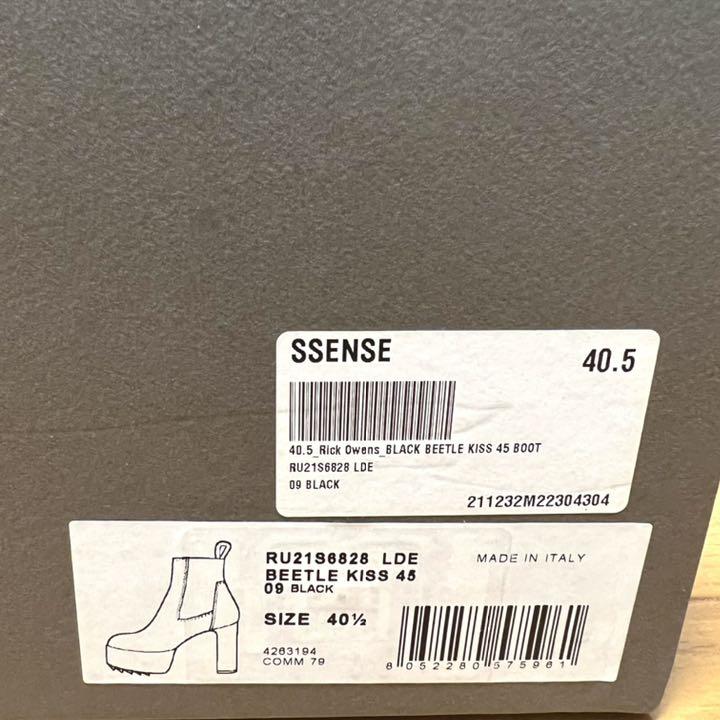 SSENSE 40.5
40.5_Rick Owens_BLACK BEETLE KISS 45 BOOT
RU21S6828 LDE
09 BLACK
211232M22304304
RU21S6828 LDE MADE IN ITALY
BEETLE KISS 45
09 BLACK
SIZE 40½
4263194
COMM 79
8 052280 575961